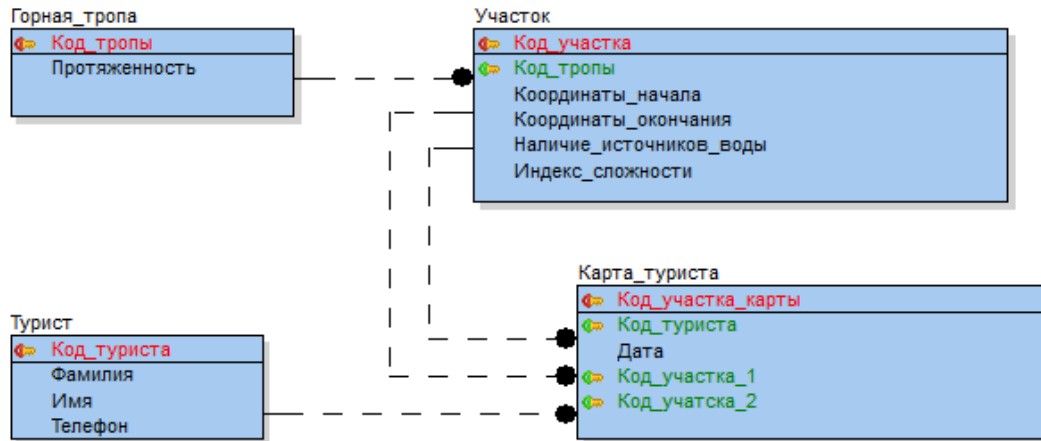 Горная_тропа
Код_тропы
Протяженность
Участок
Код_участка
Код_тропы
Координаты_начала
Координаты_окончания
Наличие_источников_воды
Индекс_сложности
Турист
Код_туриста
Фамилия
Имя
Телефон
Карта_туриста
Код_участка_карты
Код_туриста
Дата
Код_участка_1
Код_учатска_2